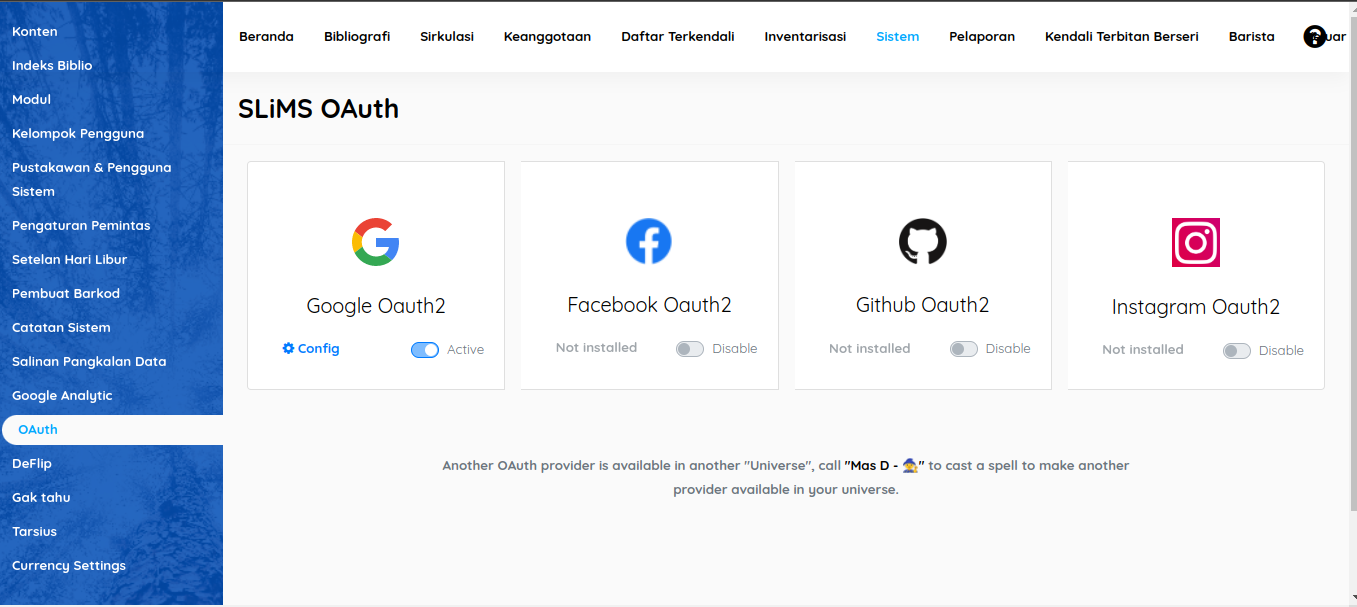 Konten
Indeks Biblio
Modul
Kelompok Pengguna
Pustakawan & Pengguna
Sistem
Pengaturan Pemintas
Setelan Hari Libur
Pembuat Barkod
Catatan Sistem
Salinan Pangkalan Data
Google Analytic
OAuth
DeFlip
Gak tahu
Tarsius
Currency Settings
Beranda Bibliografi Sirkulasi Keanggotaan Daftar Terkendali Inventarisasi Sistem Pelaporan Kendali Terbitan Berseri Barista
SLiMS OAuth
Google Oauth2
Config Active
Facebook Oauth2
Not installed Disable
Github Oauth2
Not installed Disable
Instagram Oauth2
Not installed Disable
Another OAuth provider is available in another "Universe", call "Mas D - 🧙‍♂️" to cast a spell to make another
provider available in your universe.